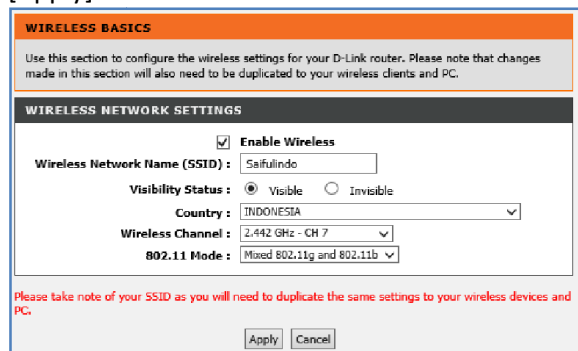 WIRELESS BASICS
Use this section to configure the wireless settings for your D-Link router. Please note that changes
made in this section will also need to be duplicated to your wireless clients and PC.
WIRELESS NETWORK SETTINGS
Enable Wireless
Wireless Network Name (SSID) : Saifulindo
Visibility Status : Visible Invisible
Country : INDONESIA
Wireless Channel : 2.442 GHz - CH 7
802.11 Mode : Mixed 802.11g and 802.11b
Please take note of your SSID as you will need to duplicate the same settings to your wireless devices and
PC.
Apply Cancel